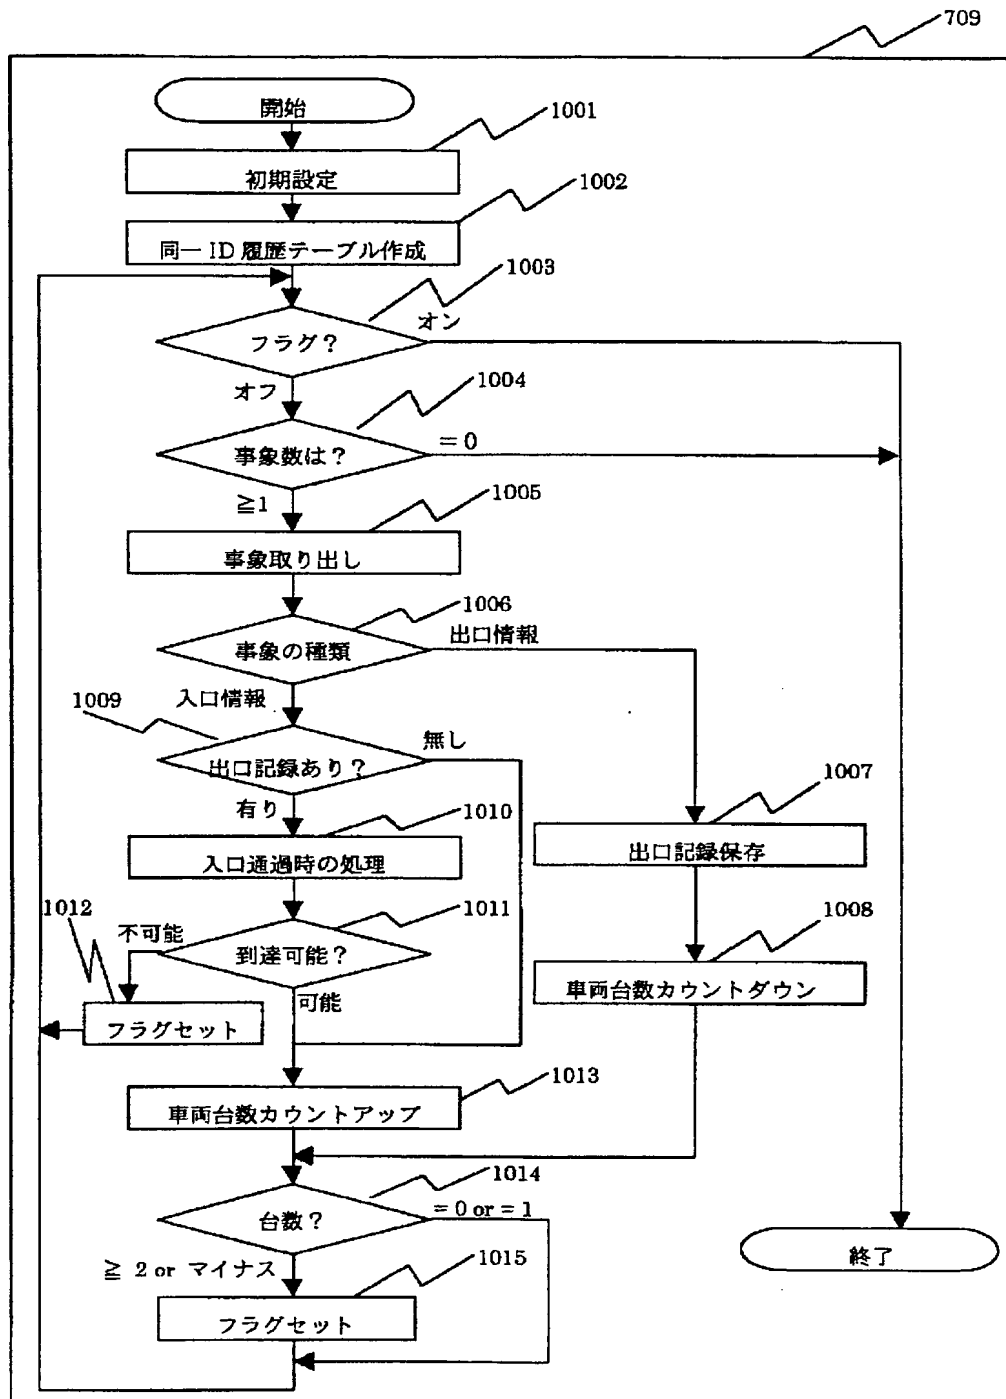 709
開始
1001
初期設定
1002
同一 ID 履歴テーブル作成
1003
フラグ？
オン
オフ
1004
事象数は？
= 0
≧1
1005
事象取り出し
1006
事象の種類
出口情報
入口情報
1009
出口記録あり？
無し
有り
1007
出口記録保存
1010
入口通過時の処理
1008
車両台数カウントダウン
1011
到達可能？
1012
不可能
可能
フラグセット
1013
車両台数カウントアップ
1014
台数？
= 0 or = 1
≧ 2 or マイナス
1015
フラグセット
終了